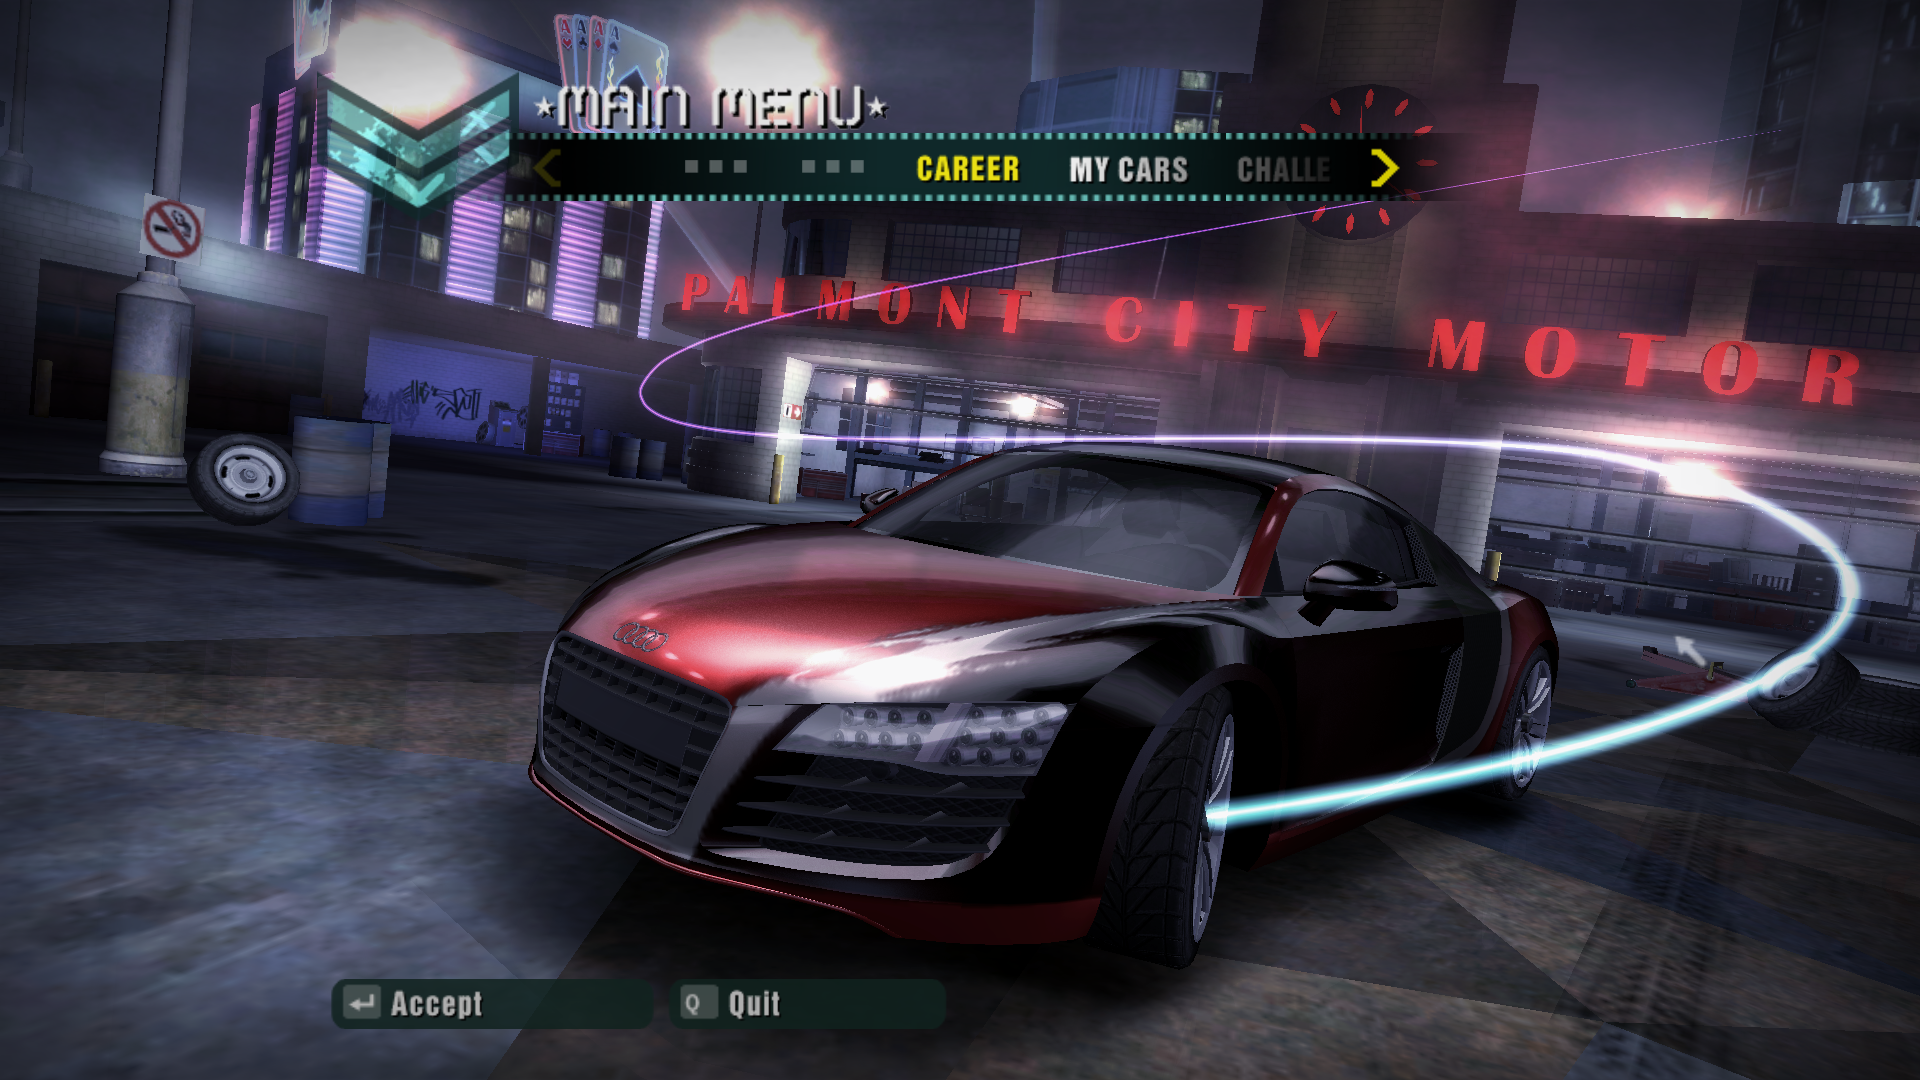 ★MAIN MENU★
CAREER MY CARS CHALLE
PALMONT CITY MOTOR
Accept
Q Quit